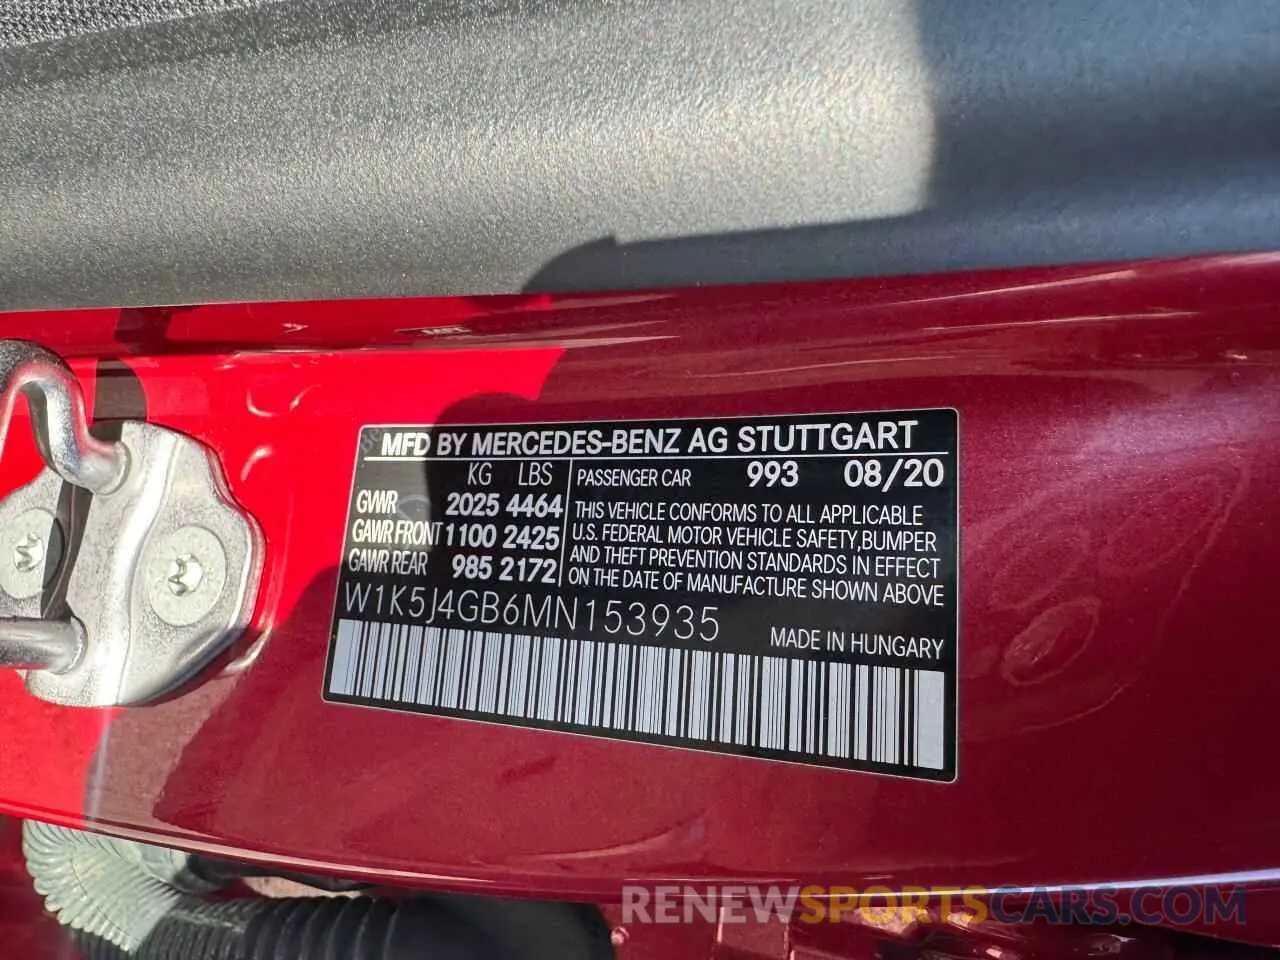 MFD BY MERCEDES-BENZ AG STUTTGART
KG LBS
GVWR 2025 4464
GAWR FRONT 1100 2425
GAWR REAR 985 2172
PASSENGER CAR 993 08/20
THIS VEHICLE CONFORMS TO ALL APPLICABLE
U.S. FEDERAL MOTOR VEHICLE SAFETY,BUMPER
AND THEFT PREVENTION STANDARDS IN EFFECT
ON THE DATE OF MANUFACTURE SHOWN ABOVE
W1K5J4GB6MN153935
MADE IN HUNGARY
RENEWSPORTSCARS.COM